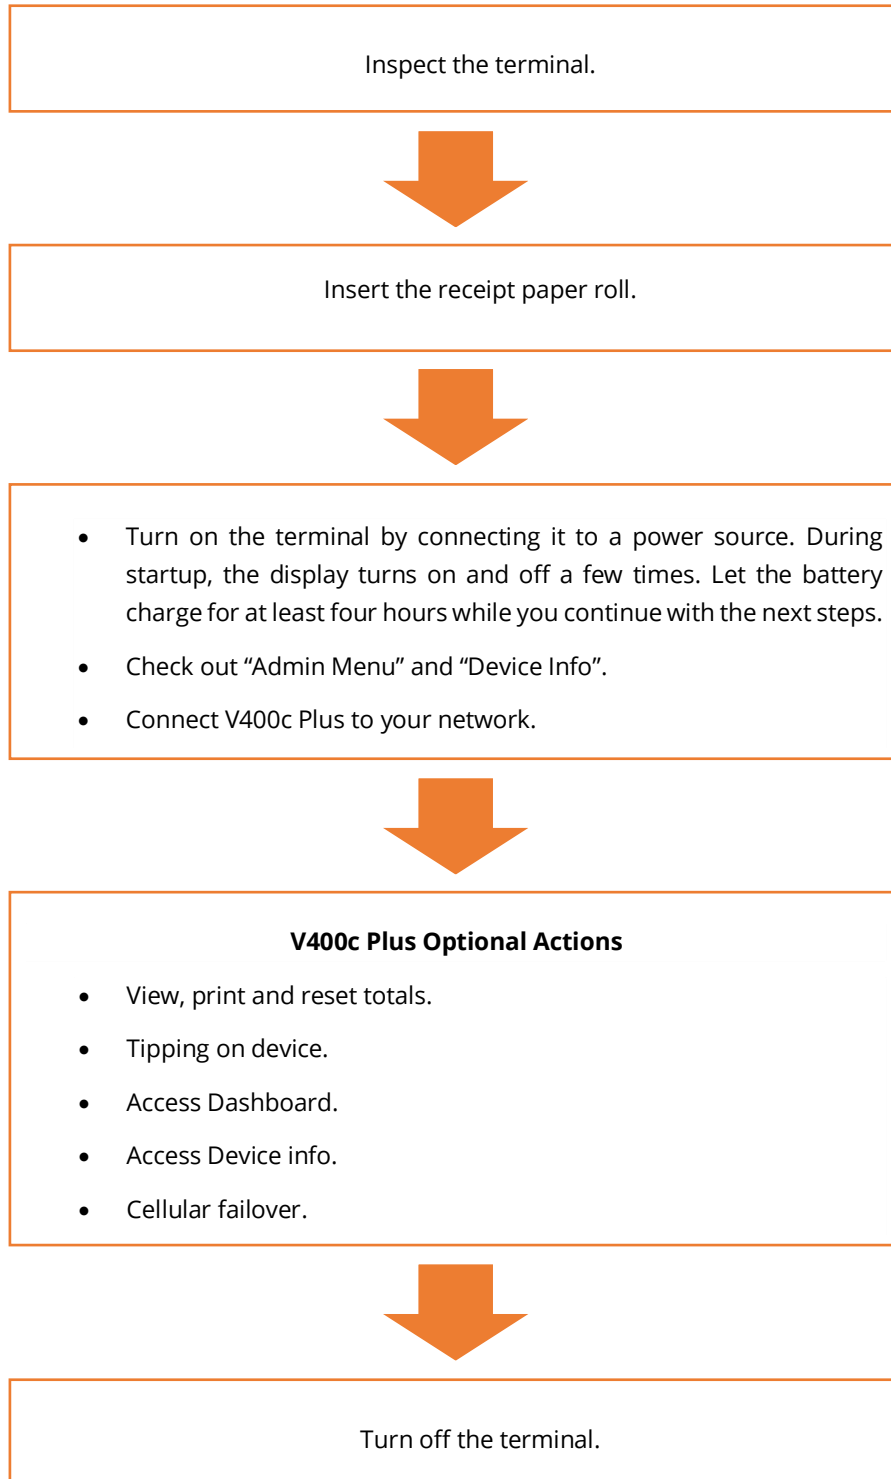 Inspect the terminal.
Insert the receipt paper roll.
• Turn on the terminal by connecting it to a power source. During
startup, the display turns on and off a few times. Let the battery
charge for at least four hours while you continue with the next steps.
• Check out “Admin Menu” and “Device Info”.
• Connect V400c Plus to your network.
V400c Plus Optional Actions
• View, print and reset totals.
• Tipping on device.
• Access Dashboard.
• Access Device info.
• Cellular failover.
Turn off the terminal.